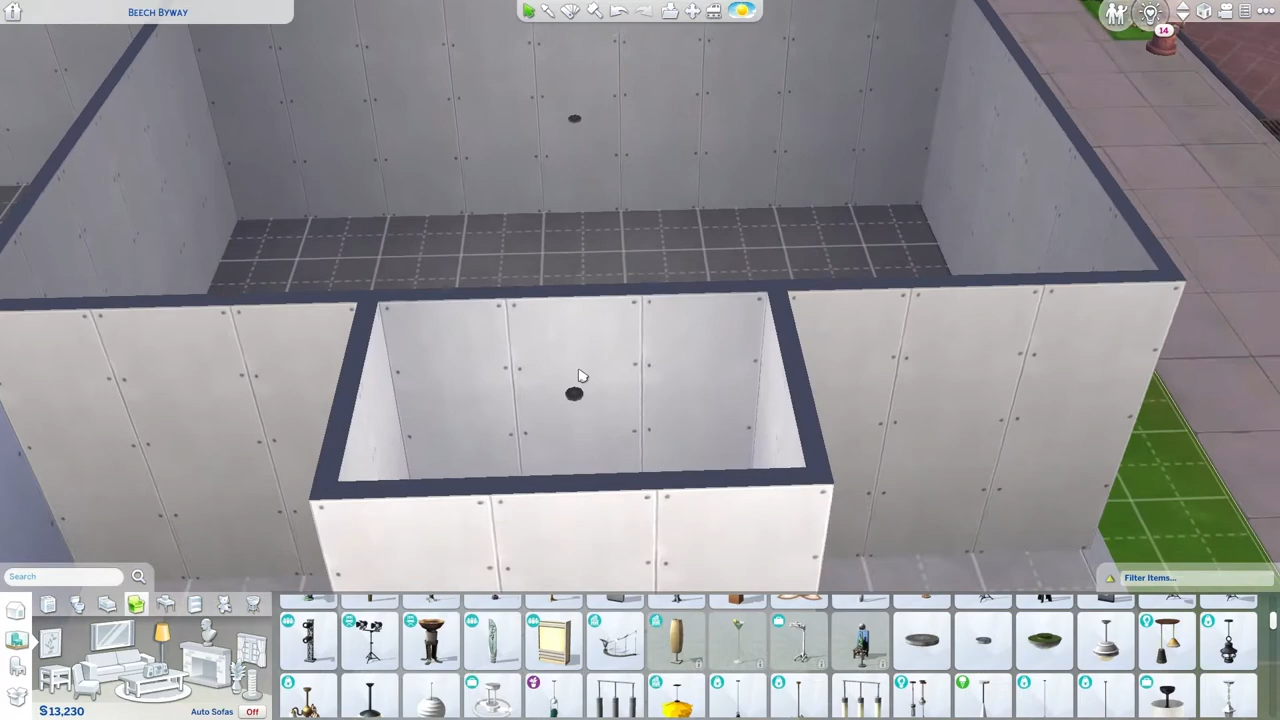 BEECH BYWAY
14
Search
Filter Items...
§13,230
Auto Sofas
Off